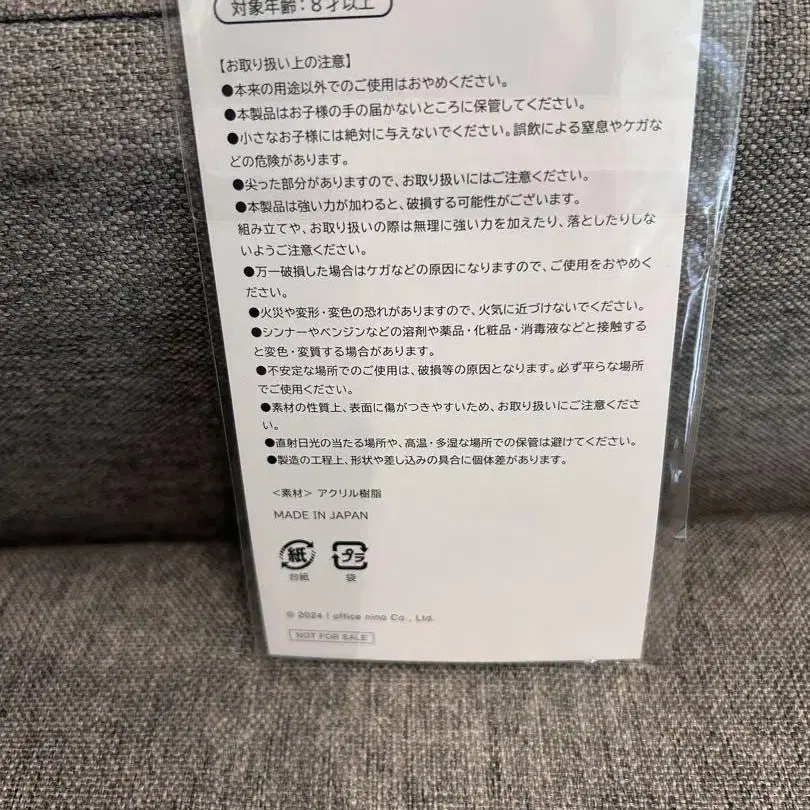 対象年齢：8才以上
【お取り扱い上の注意】
●本来の用途以外でのご使用はおやめください。
●本製品はお子様の手の届かないところに保管してください。
●小さなお子様には絶対に与えないでください。誤飲による窒息やケガな
どの危険があります。
●尖った部分がありますので、お取り扱いにはご注意ください。
●本製品は強い力が加わると、破損する可能性がございます。
組み立てや、お取り扱いの際は無理に強い力を加えたり、落としたりしな
いようご注意ください。
●万一破損した場合はケガなどの原因になりますので、ご使用をおやめく
ださい。
●火災や変形・変色の恐れがありますので、火気に近づけないでください。
●シンナーやベンジンなどの溶剤や薬品・化粧品・消毒液などと接触する
と変色・変質する場合があります。
●不安定な場所でのご使用は、破損等の原因となります。必ず平らな場所
でご使用ください。
●素材の性質上、表面に傷がつきやすいため、お取り扱いにご注意くださ
い。
●直射日光の当たる場所や、高温・多湿な場所での保管は避けてください。
●製造の工程上、形状や差し込みの具合に個体差があります。
＜素材＞ アクリル樹脂
MADE IN JAPAN
紙 プラ
台紙 袋
© 2024 ! office nino Co., Ltd.
NOT FOR SALE